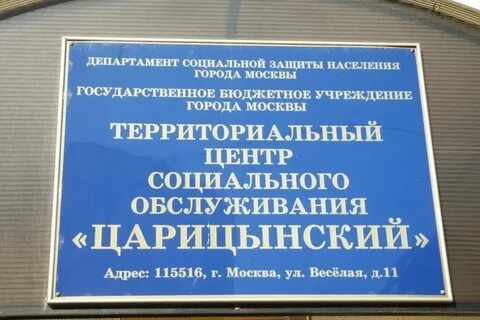 ДЕПАРТАМЕНТ СОЦИАЛЬНОЙ ЗАЩИТЫ НАСЕЛЕНИЯ
ГОРОДА МОСКВЫ
ГОСУДАРСТВЕННОЕ БЮДЖЕТНОЕ УЧРЕЖДЕНИЕ
ГОРОДА МОСКВЫ
ТЕРРИТОРИАЛЬНЫЙ
ЦЕНТР
СОЦИАЛЬНОГО
ОБСЛУЖИВАНИЯ
«ЦАРИЦЫНСКИЙ»
Адрес: 115516, г. Москва, ул. Весёлая, д.11